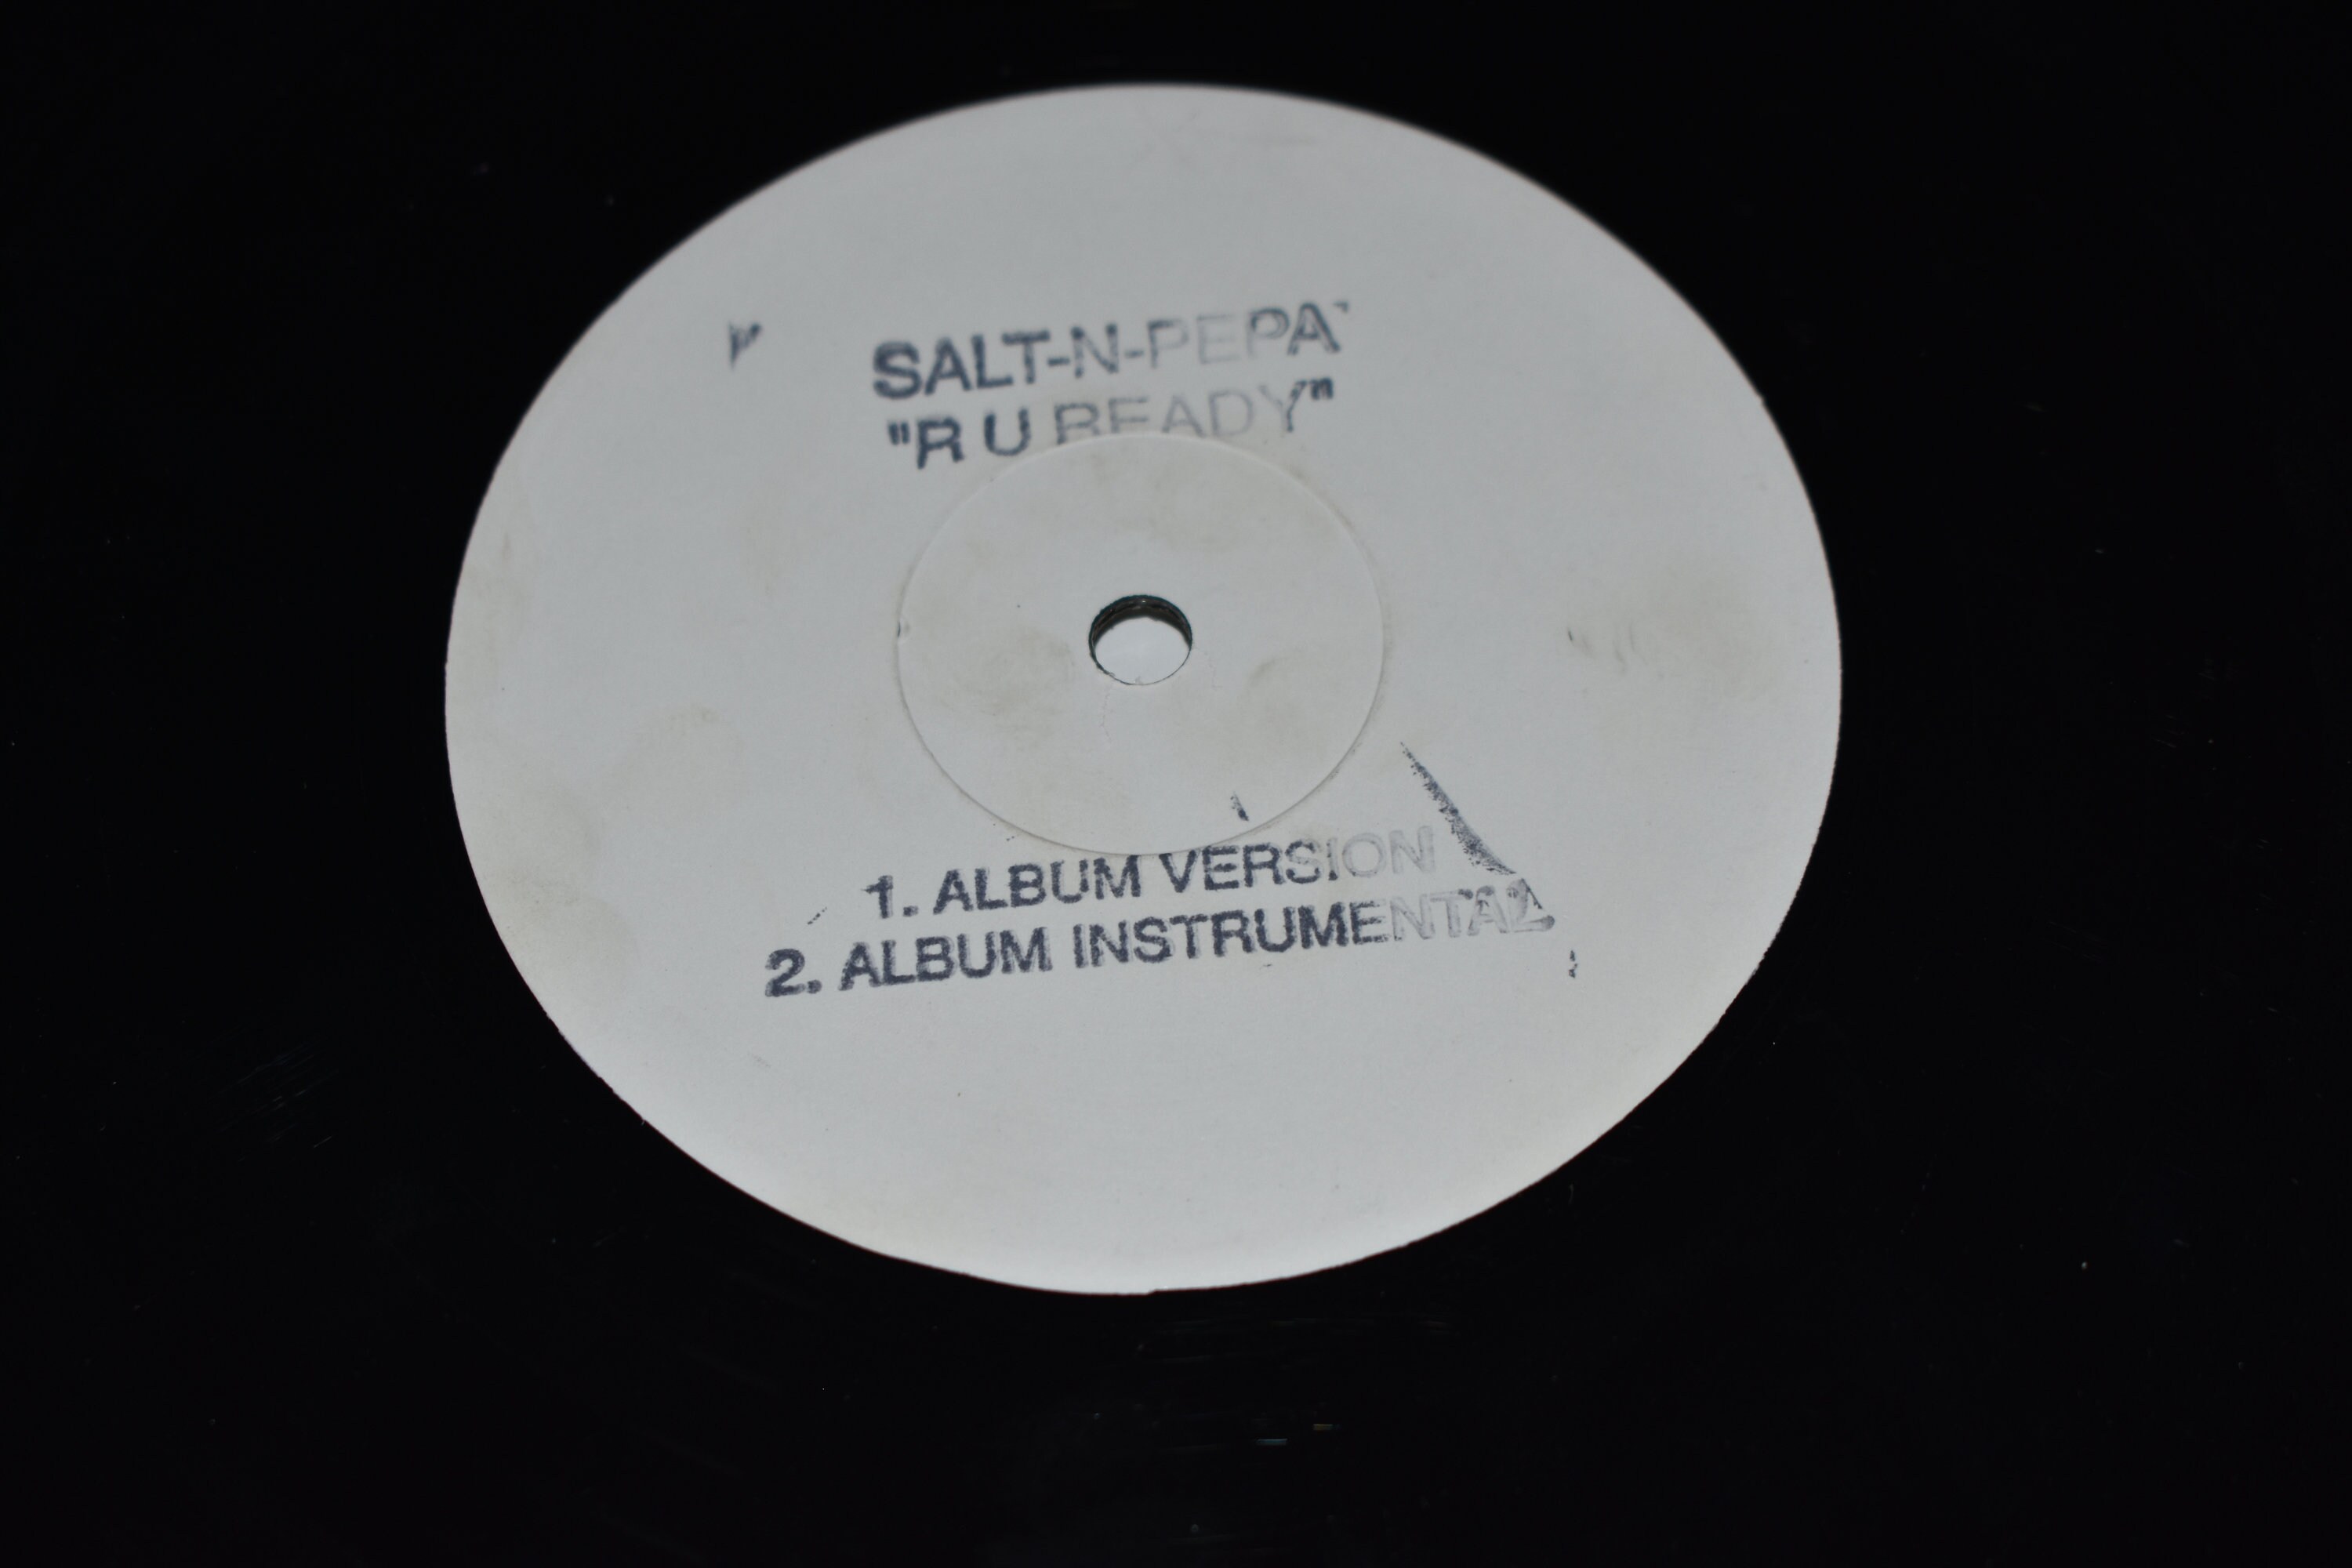 SALT-N-PEPA
"R U READY"
1. ALBUM VERSION
2. ALBUM INSTRUMENTAL